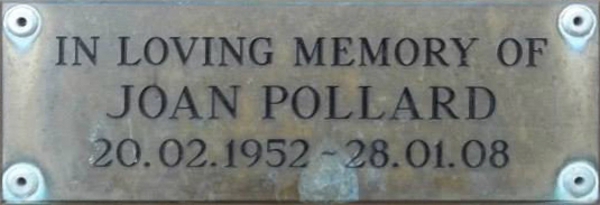 IN LOVING MEMORY OF
JOAN POLLARD
20.02.1952 ~ 28.01.08